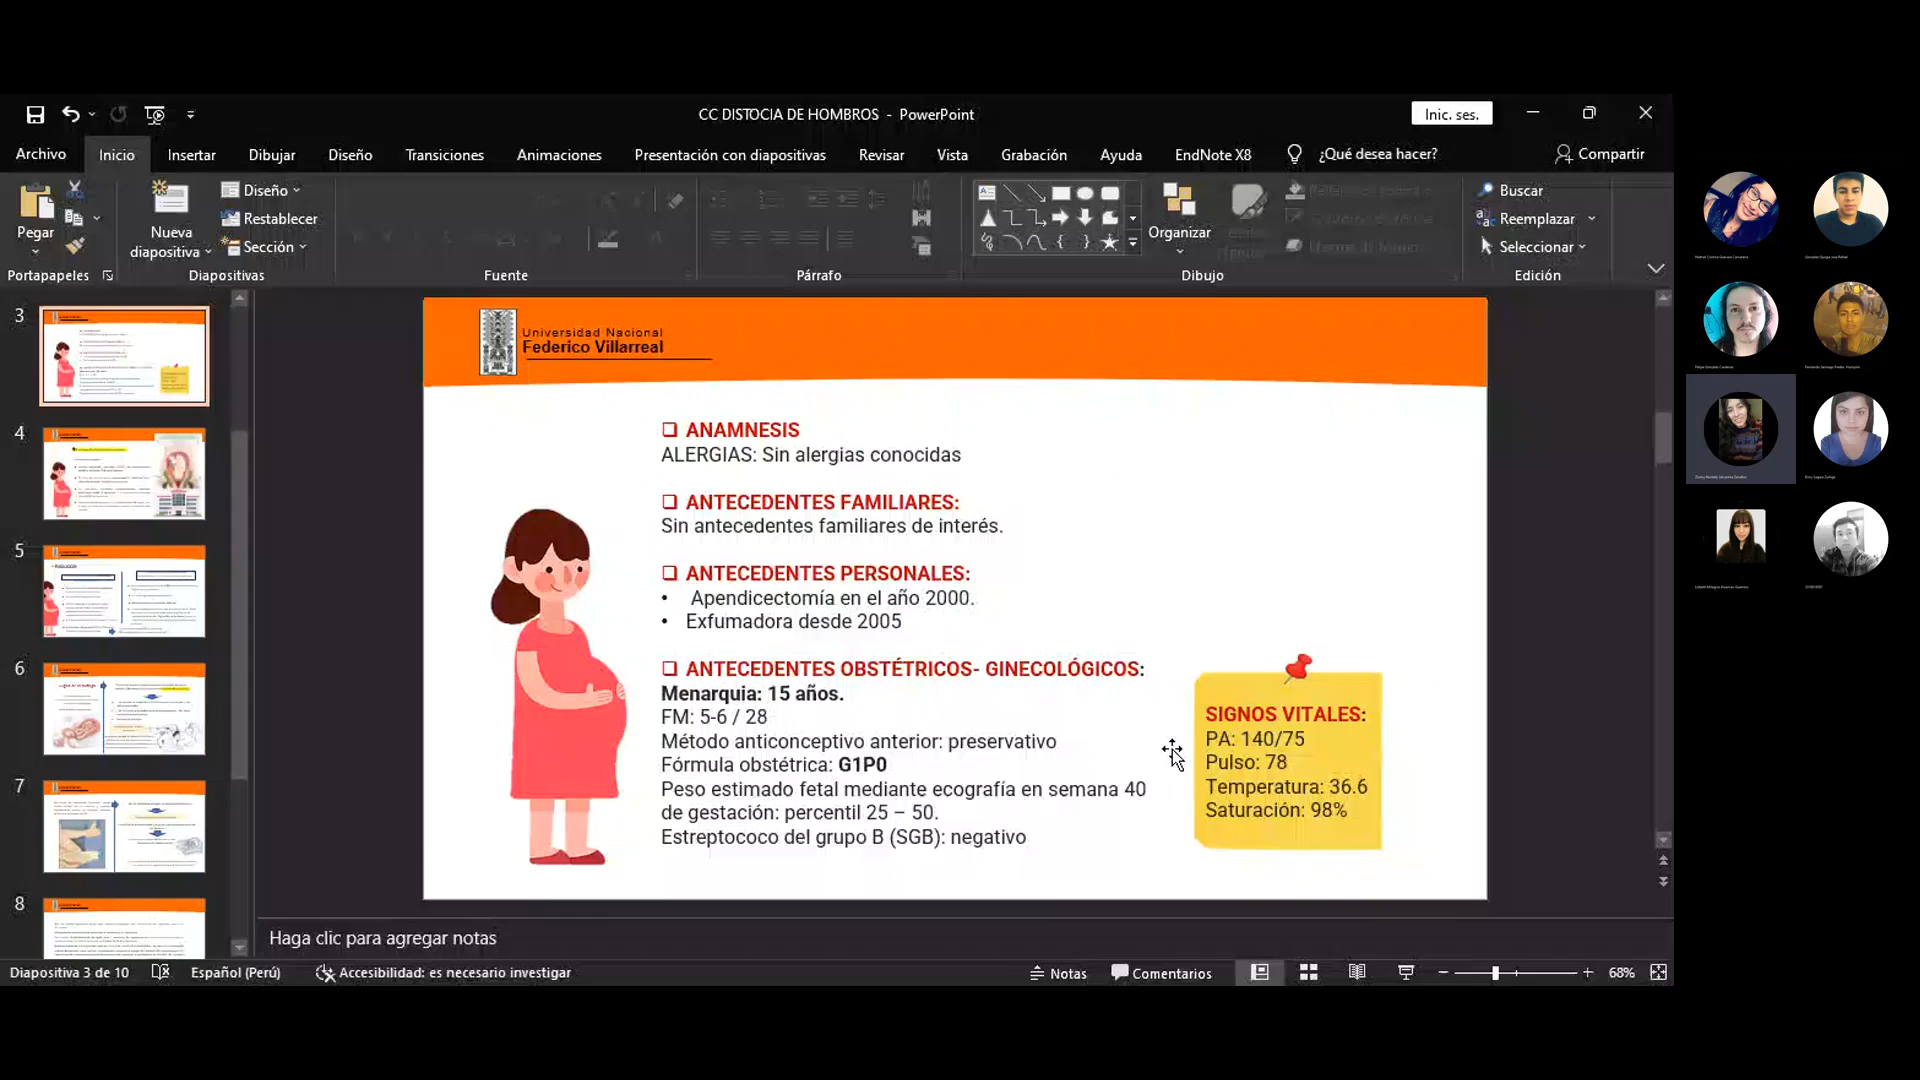 CC DISTOCIA DE HOMBROS - PowerPoint
Inic. ses.
Archivo
Inicio
Insertar
Dibujar
Diseño
Transiciones
Animaciones
Presentación con diapositivas
Revisar
Vista
Grabación
Ayuda
EndNote X8
¿Qué desea hacer?
Compartir
Pegar
Nueva
diapositiva
Diseño
Restablecer
Sección
Organizar
Buscar
Reemplazar
Seleccionar
Portapapeles
Diapositivas
Fuente
Párrafo
Dibujo
Edición
3
4
5
6
7
8
Universidad Nacional
Federico Villarreal
❑ ANAMNESIS
ALERGIAS: Sin alergias conocidas
❑ ANTECEDENTES FAMILIARES:
Sin antecedentes familiares de interés.
❑ ANTECEDENTES PERSONALES:
• Apendicectomía en el año 2000.
• Exfumadora desde 2005
❑ ANTECEDENTES OBSTÉTRICOS- GINECOLÓGICOS:
Menarquia: 15 años.
FM: 5-6 / 28
Método anticonceptivo anterior: preservativo
Fórmula obstétrica: G1P0
Peso estimado fetal mediante ecografía en semana 40
de gestación: percentil 25 – 50.
Estreptococo del grupo B (SGB): negativo
SIGNOS VITALES:
PA: 140/75
Pulso: 78
Temperatura: 36.6
Saturación: 98%
Haga clic para agregar notas
Diapositiva 3 de 10
Español (Perú)
Accesibilidad: es necesario investigar
Notas
Comentarios
68%